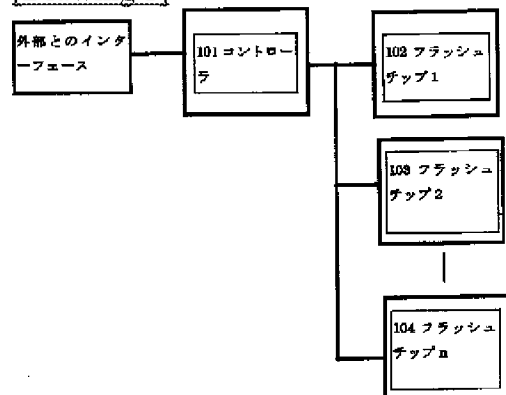 外部とのインタ
ーフェース
101 コントロー
ラ
102 フラッシュ
チップ1
103 フラッシュ
チップ2
104 フラッシュ
チップn